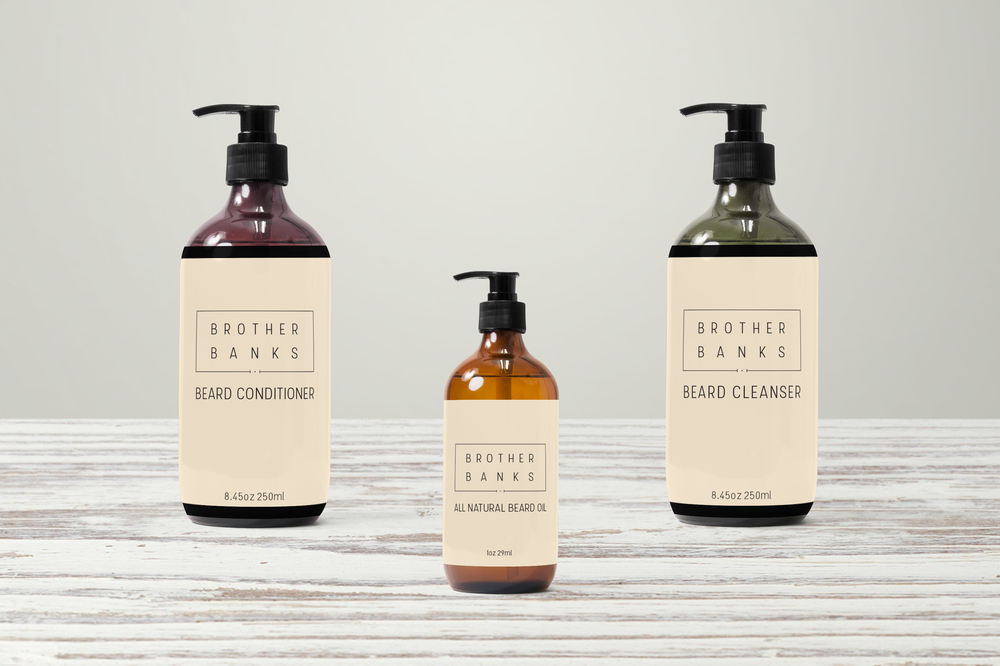 BROTHER
BANKS
BEARD CONDITIONER
8.45oz 250ml
BROTHER
BANKS
ALL NATURAL BEARD OIL
1oz 29ml
BROTHER
BANKS
BEARD CLEANSER
8.45oz 250ml